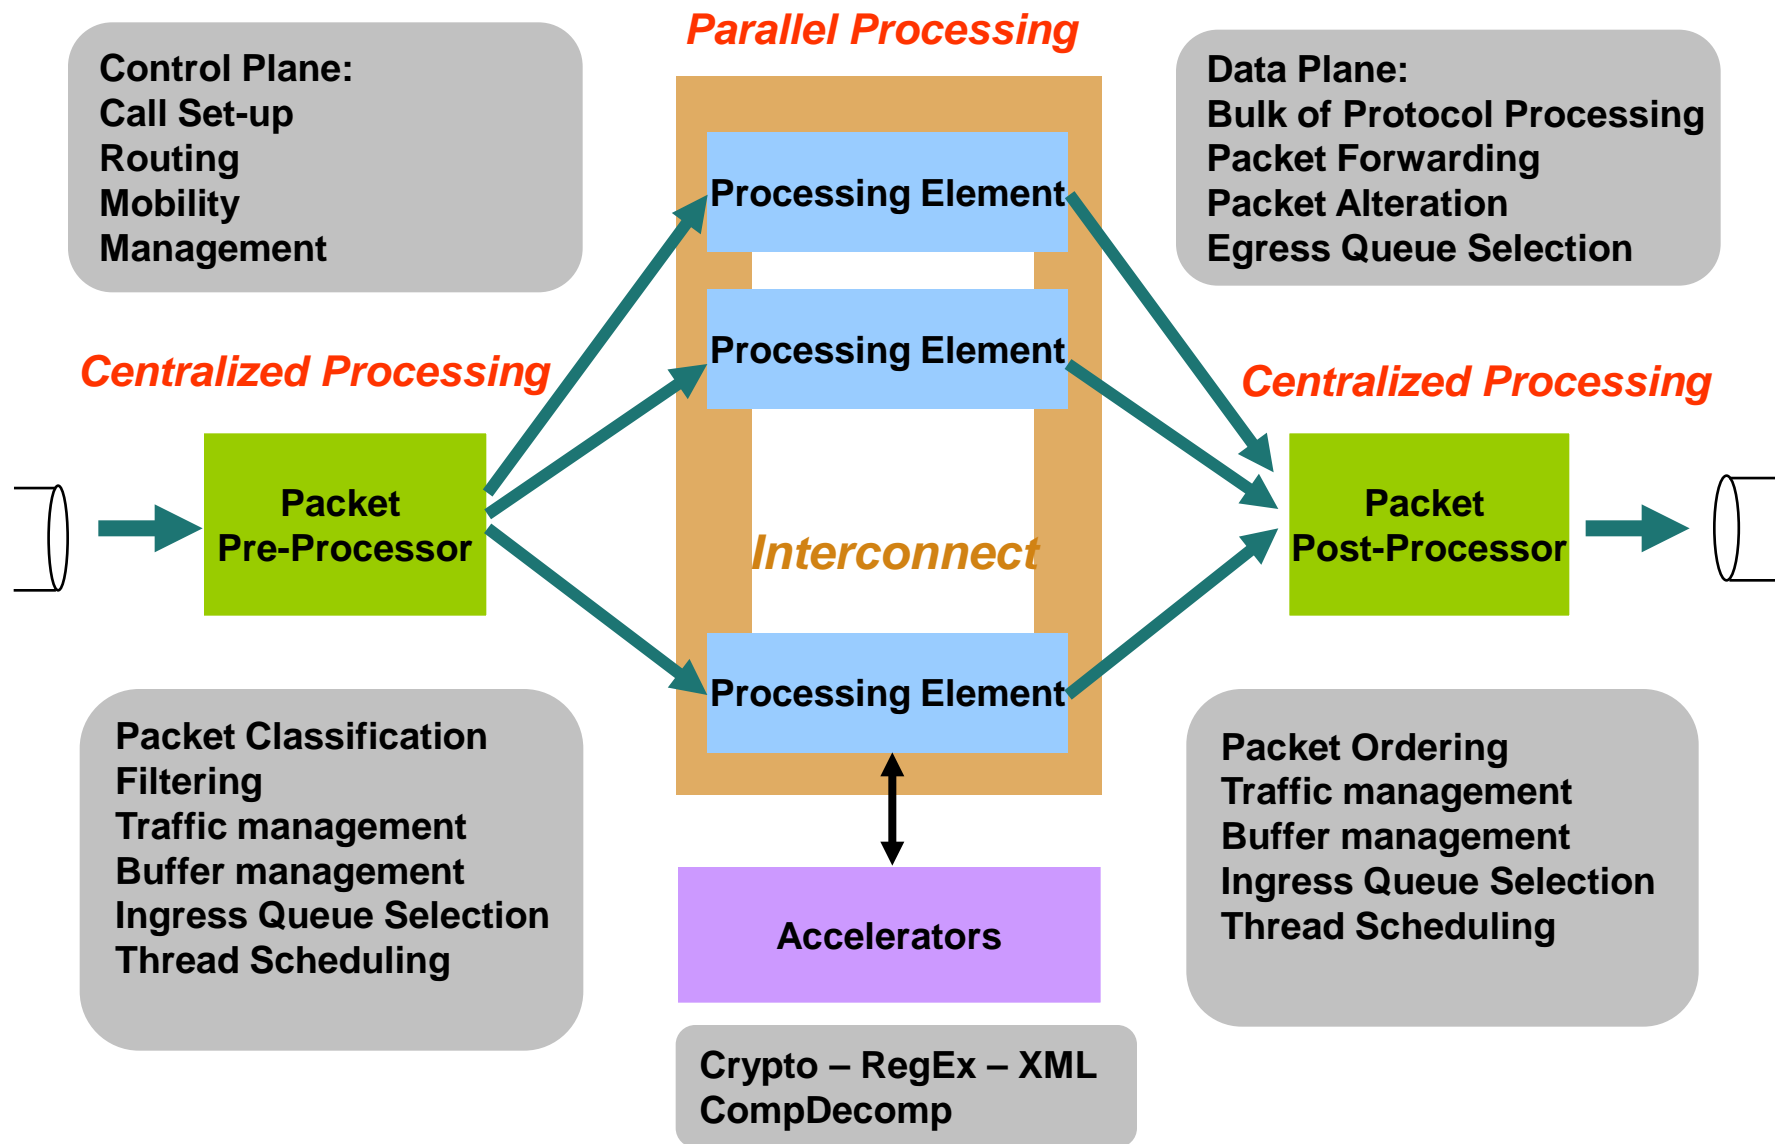 Parallel Processing
Control Plane:
Call Set-up
Routing
Mobility
Management
Data Plane:
Bulk of Protocol Processing
Packet Forwarding
Packet Alteration
Egress Queue Selection
Processing Element
Processing Element
Centralized Processing
Centralized Processing
Packet
Pre-Processor
Interconnect
Packet
Post-Processor
Processing Element
Packet Classification
Filtering
Traffic management
Buffer management
Ingress Queue Selection
Thread Scheduling
Packet Ordering
Traffic management
Buffer management
Ingress Queue Selection
Thread Scheduling
Accelerators
Crypto – RegEx – XML
CompDecomp